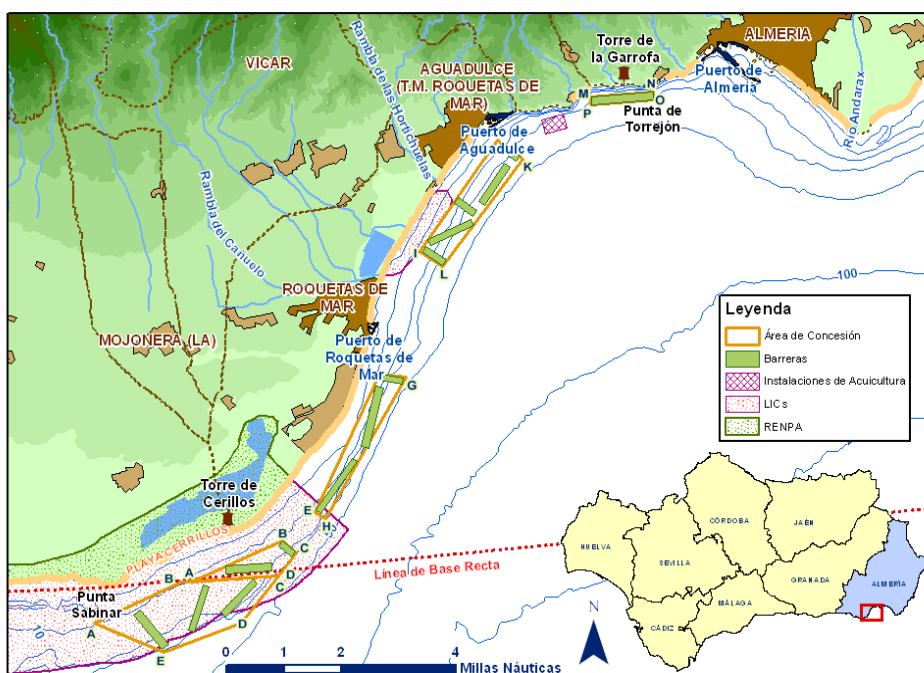 ALMERIA
Torre de
la Garrofa
VICAR
AGUADULCE
(T.M. ROQUETAS DE
MAR)
Puerto de
Almería
M
N
P
O
Punta de
Torrejón
Río Andarax
Rambla de las Hortichuelas
Puerto de
Aguadulce
K
Rambla del Cañuelo
I
L
100
ROQUETAS DE
MAR
MOJONERA (LA)
Puerto de
Roquetas de
Mar
G
Leyenda
Área de Concesión
Barreras
Instalaciones de Acuicultura
LICs
RENPA
Torre de
Cerillos
E
H
PLAYA CERRILLOS
B
C
B
A
D
C
Línea de Base Recta
Punta
Sabinar
10
A
D
E
HUELVA
SEVILLA
CÓRDOBA
JAÉN
CÁDIZ
MÁLAGA
GRANADA
ALMERÍA
N
0 1 2 4
Millas Náuticas